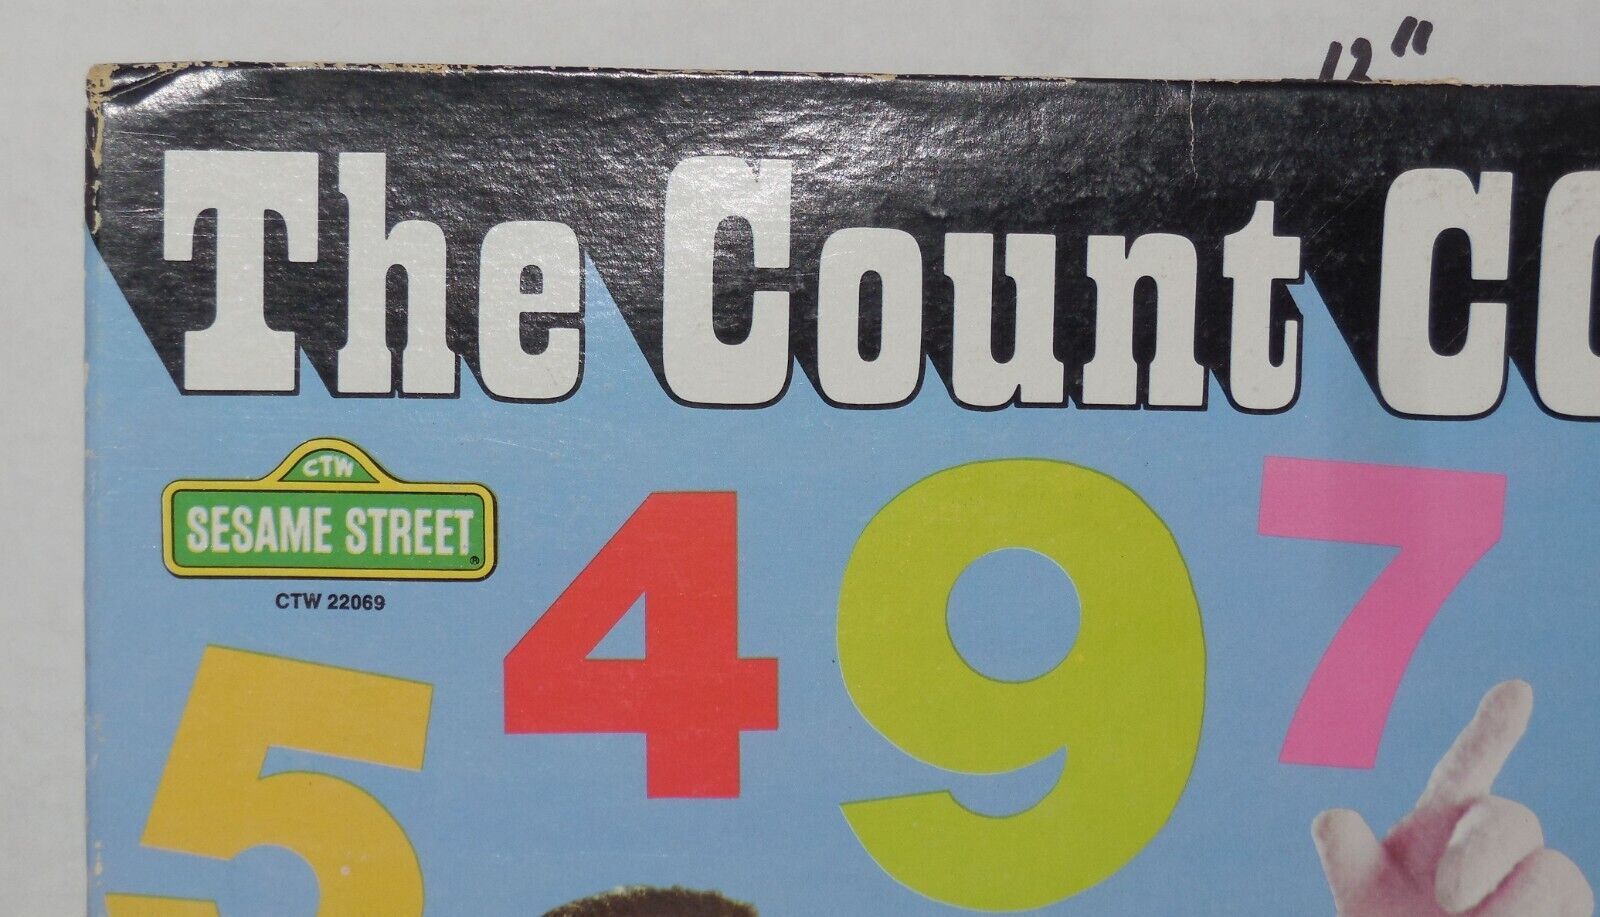 12"
The Count CO
CTW
SESAME STREET®
CTW 22069
4 9 7
5